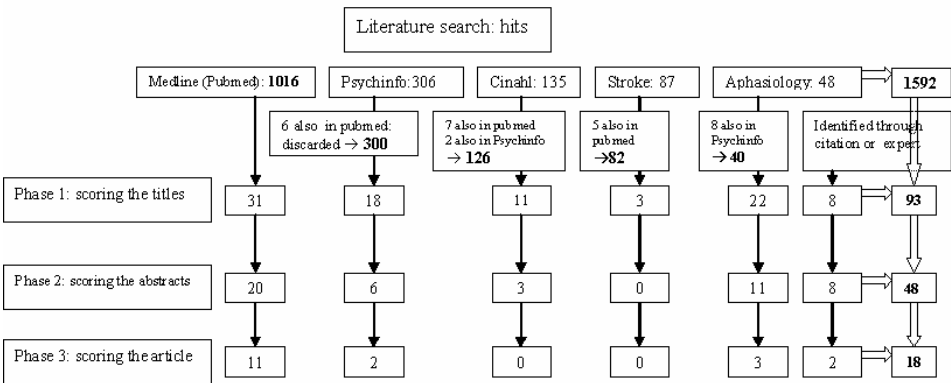 Literature search: hits
Medline (Pubmed): 1016
Psychinfo:306
Cinahl: 135
Stroke: 87
Aphasiology: 48
1592
6 also in pubmed:
discarded → 300
7 also in pubmed
2 also in Psychinfo
→ 126
5 also in
pubmed
→82
8 also in
Psychinfo
→ 40
Identified through
citation or expert
Phase 1: scoring the titles
31
18
11
3
22
8
93
Phase 2: scoring the abstracts
20
6
3
0
11
8
48
Phase 3: scoring the article
11
2
0
0
3
2
18